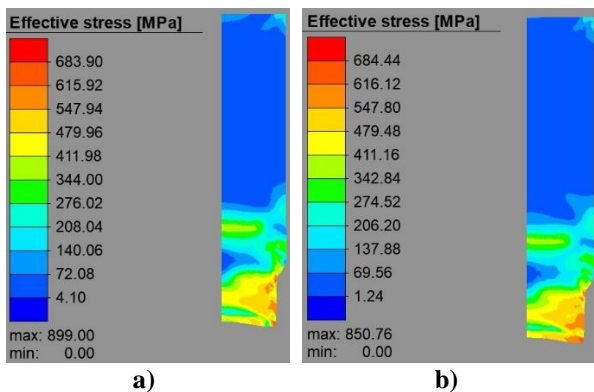 Effective stress [MPa]
683.90
615.92
547.94
479.96
411.98
344.00
276.02
208.04
140.06
72.08
4.10
max: 899.00
min: 0.00
a)
Effective stress [MPa]
684.44
616.12
547.80
479.48
411.16
342.84
274.52
206.20
137.88
69.56
1.24
max: 850.76
min: 0.00
b)